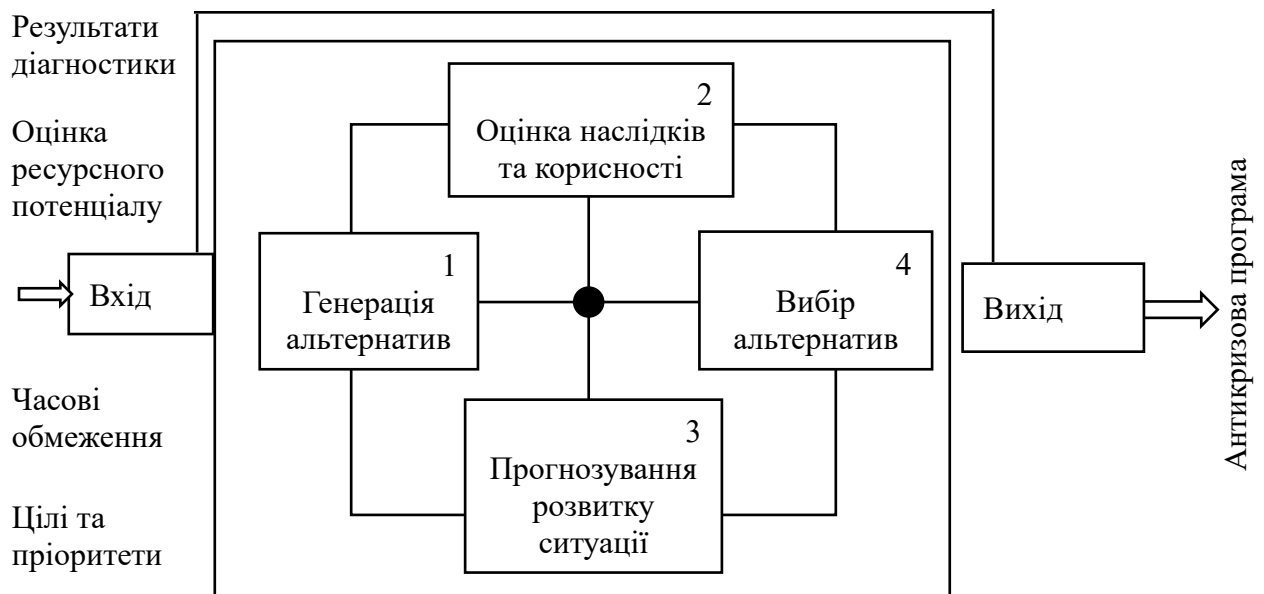 Результати
діагностики
Оцінка
ресурсного
потенціалу
Вхід
Часові
обмеження
Цілі та
пріоритети
2
Оцінка наслідків
та корисності
1
Генерація
альтернатив
4
Вибір
альтернатив
3
Прогнозування
розвитку
ситуації
Вихід
Антикризова програма